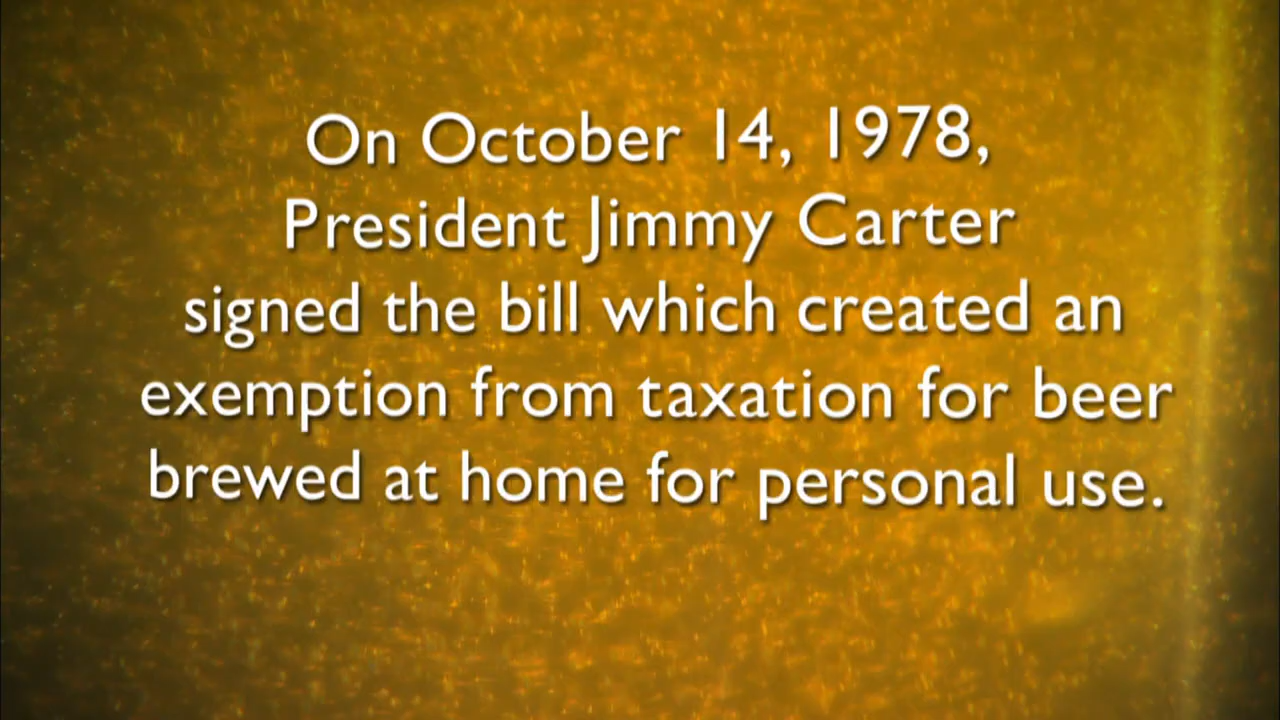 On October 14, 1978,
President Jimmy Carter
signed the bill which created an
exemption from taxation for beer
brewed at home for personal use.